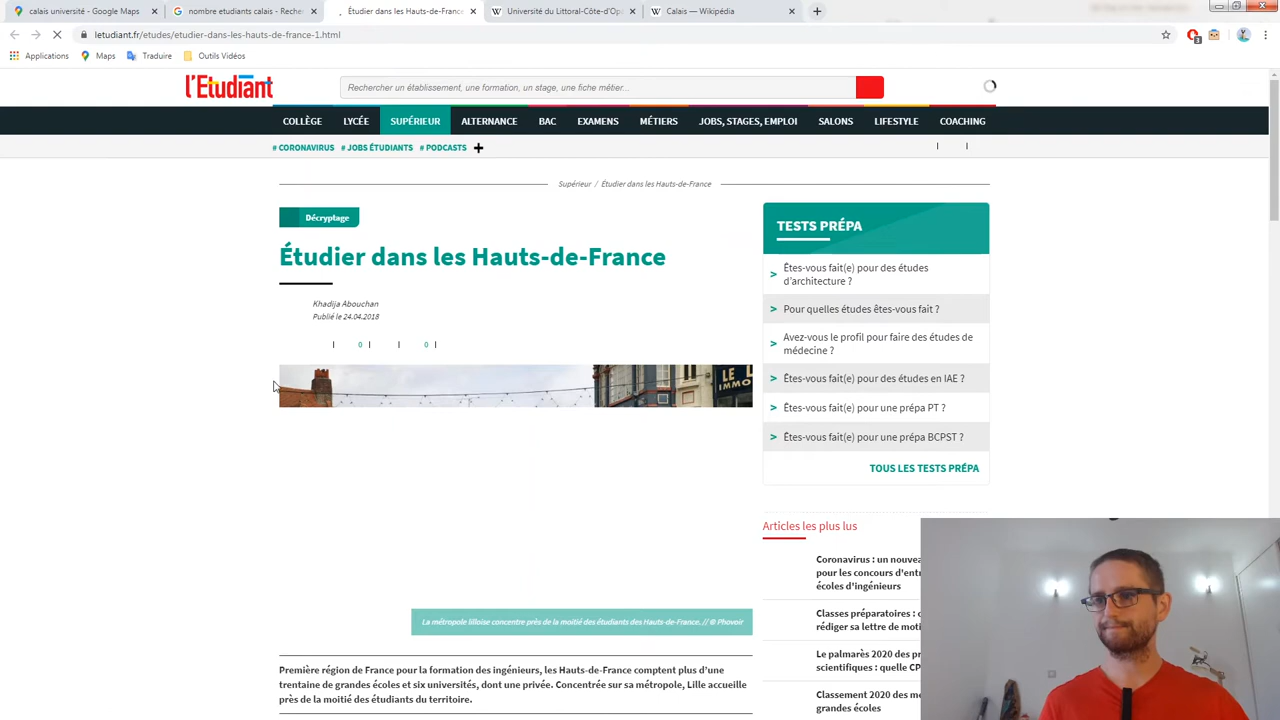 calais université - Google Maps
nombre etudiants calais - Recher
Étudier dans les Hauts-de-France
Université du Littoral-Côte-d'Op
Calais — Wikipédia
letudiant.fr/etudes/etudier-dans-les-hauts-de-france-1.html
3
Applications
Maps
Traduire
Outils Vidéos
l'Etudiant
Rechercher un établissement, une formation, un stage, une fiche métier...
COLLÈGE LYCÉE SUPÉRIEUR ALTERNANCE BAC EXAMENS MÉTIERS JOBS, STAGES, EMPLOI SALONS LIFESTYLE COACHING
# CORONAVIRUS # JOBS ÉTUDIANTS # PODCASTS
Supérieur / Étudier dans les Hauts-de-France
Décryptage
Étudier dans les Hauts-de-France
Khadija Abouchan
Publié le 24.04.2018
0 0
LE
IMMO
La métropole lilloise concentre près de la moitié des étudiants des Hauts-de-France. // © Phovoir
Première région de France pour la formation des ingénieurs, les Hauts-de-France comptent plus d'une
trentaine de grandes écoles et six universités, dont une privée. Concentrée sur sa métropole, Lille accueille
près de la moitié des étudiants du territoire.
TESTS PRÉPA
> Êtes-vous fait(e) pour des études
d'architecture ?
> Pour quelles études êtes-vous fait ?
> Avez-vous le profil pour faire des études de
médecine ?
> Êtes-vous fait(e) pour des études en IAE ?
> Êtes-vous fait(e) pour une prépa PT ?
> Êtes-vous fait(e) pour une prépa BCPST ?
TOUS LES TESTS PRÉPA
Articles les plus lus
Coronavirus : un nouvea
pour les concours d'entr
écoles d'ingénieurs
Classes préparatoires : c
rédiger sa lettre de moti
Le palmarès 2020 des pr
scientifiques : quelle CP
Classement 2020 des me
grandes écoles